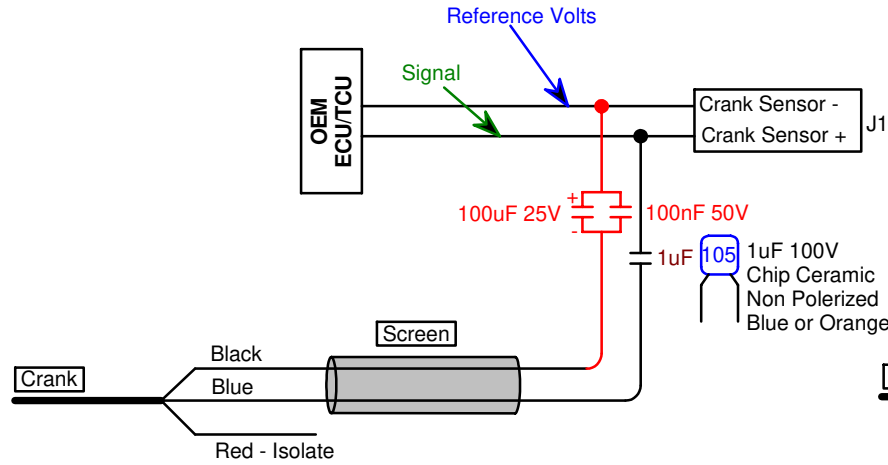 Reference Volts
Signal
OEM
ECU/TCU
Crank Sensor -
Crank Sensor +
J1
+
100uF 25V
-
100nF 50V
1uF
105
1uF 100V
Chip Ceramic
Non Polerized
Blue or Orange
Screen
Black
Crank
Blue
Red - Isolate